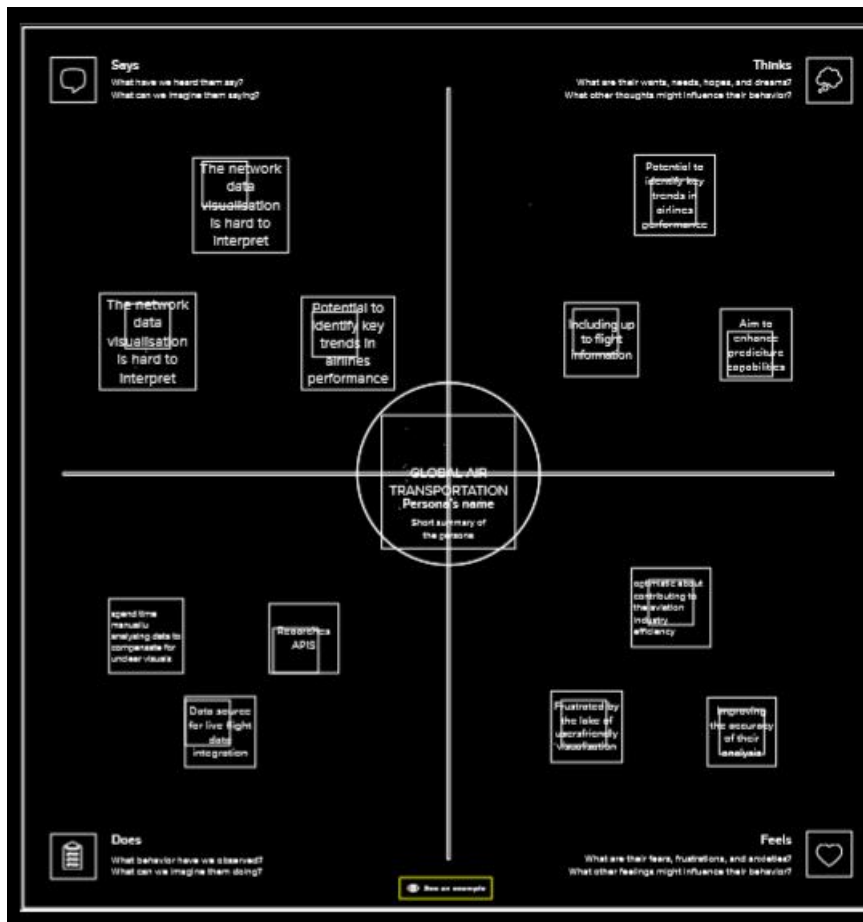 Says
What have we heard them say?
What can we imagine them saying?
Thinks
What are their wants, needs, hopes, and dreams?
What other thoughts might influence their behavior?
The network
data
visualisation
is hard to
interpret
The network
data
visualisation
is hard to
interpret
Potential to
identify key
trends in
airlines
performance
Potential to
identify key
trends in
airlines
performance
Including up
to flight
information
Aim to
enhance
prediciture
capabilities
GLOBAL AIR
TRANSPORTATION
Persona's name
Short summary of
the persona
spend time
manually
analysing data to
compensate for
unclear visuals
Researches
APIS
Data source
for live flight
data
integration
optimistic about
contributing to
the aviation
industry
efficiency
Frustrated by
the lake of
userfriendly
visualisation
Improving
the accuracy
of their
analysis
Does
What behavior have we observed?
What can we imagine them doing?
Feels
What are their fears, frustrations, and anxieties?
What other feelings might influence their behavior?
See an example